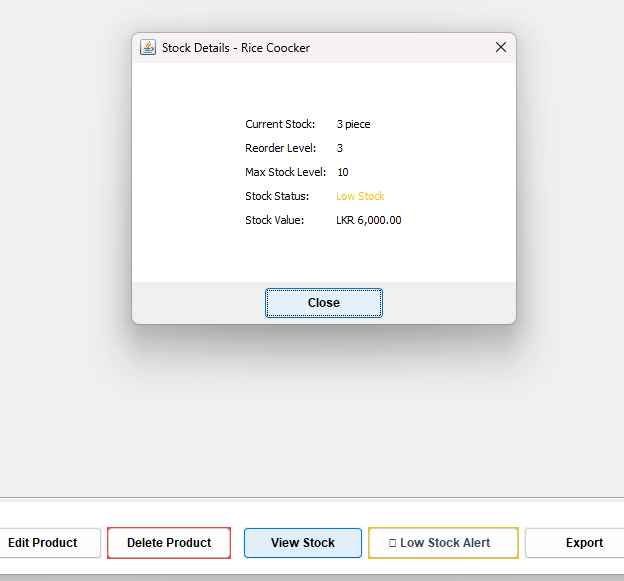 Stock Details - Rice Coocker
Current Stock: 3 piece
Reorder Level: 3
Max Stock Level: 10
Stock Status: Low Stock
Stock Value: LKR 6,000.00
Close
Edit Product Delete Product View Stock Low Stock Alert Export